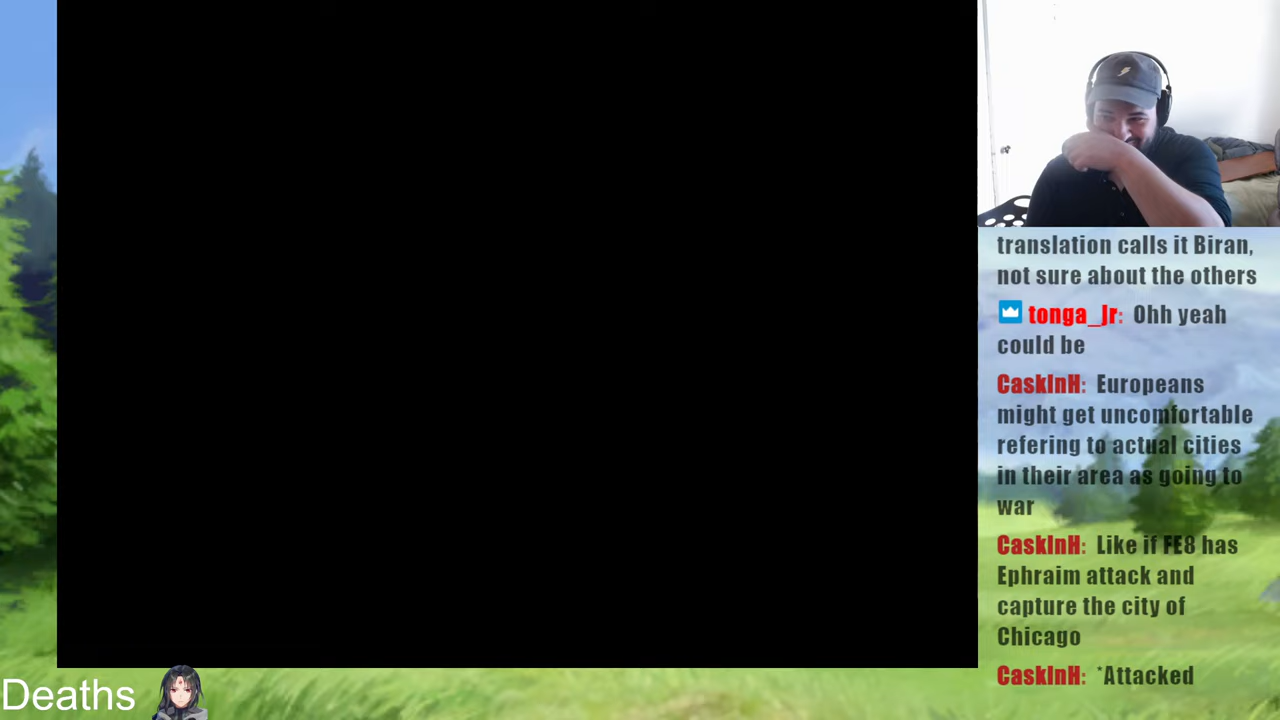 translation calls it Biran,
not sure about the others
tonga_jr: Ohh yeah
could be
CaskInH: Europeans
might get uncomfortable
refering to actual cities
in their area as going to
war
CaskInH: Like if FE8 has
Ephraim attack and
capture the city of
Chicago
CaskInH: *Attacked
Deaths